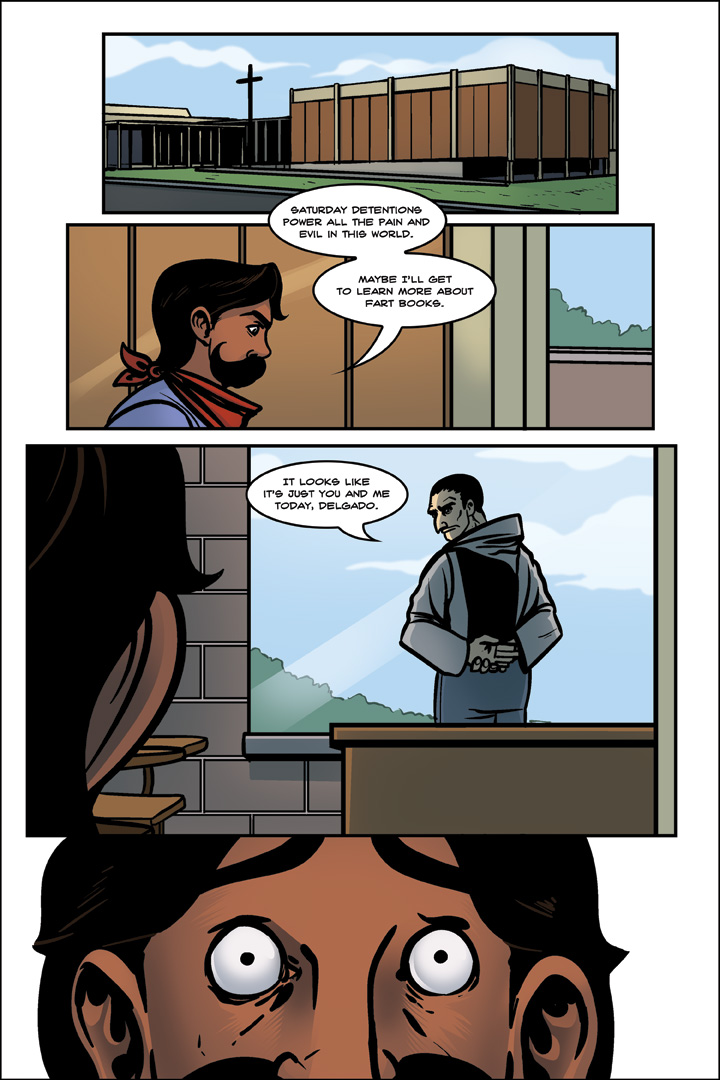 SATURDAY DETENTIONS
POWER ALL THE PAIN AND
EVIL IN THIS WORLD.
MAYBE I'LL GET
TO LEARN MORE ABOUT
FART BOOKS.
IT LOOKS LIKE
IT'S JUST YOU AND ME
TODAY, DELGADO.